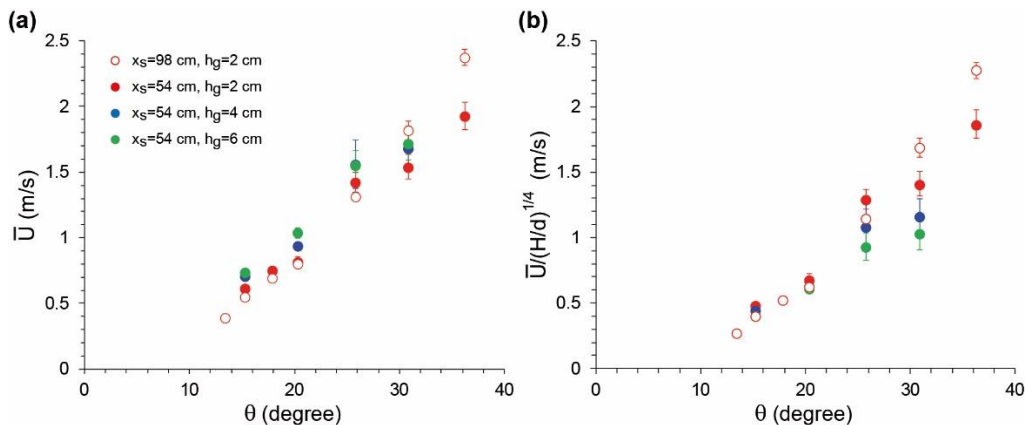 (a)
2.5
2
1.5
1
0.5
0
U̅ (m/s)
xs=98 cm, hg=2 cm
xs=54 cm, hg=2 cm
xs=54 cm, hg=4 cm
xs=54 cm, hg=6 cm
0 10 20 30 40
θ (degree)
(b)
2.5
2
1.5
1
0.5
0
U̅/(H/d)^1/4 (m/s)
0 10 20 30 40
θ (degree)